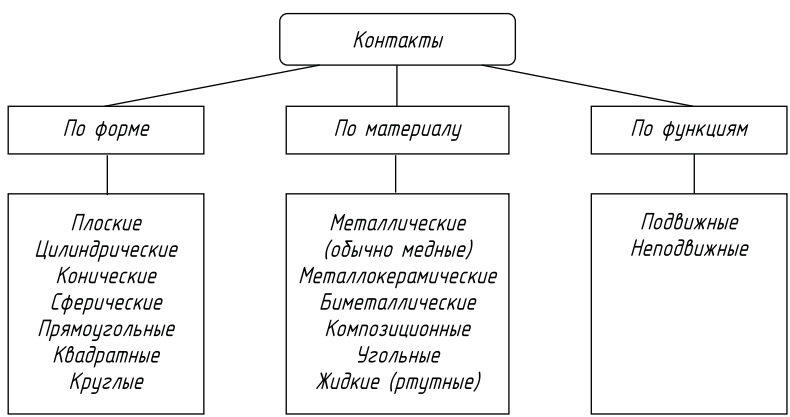 Контакты
По форме
По материалу
По функциям
Плоские
Цилиндрические
Конические
Сферические
Прямоугольные
Квадратные
Круглые
Металлические
(обычно медные)
Металлокерамические
Биметаллические
Композиционные
Угольные
Жидкие (ртутные)
Подвижные
Неподвижные